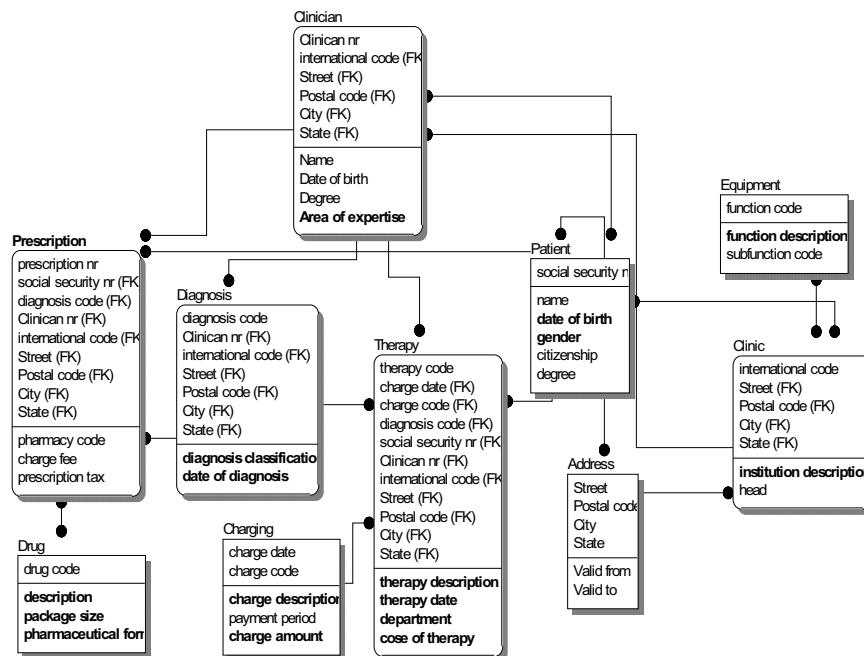 Clinician
Clinican nr
international code (FK
Street (FK)
Postal code (FK)
City (FK)
State (FK)
Name
Date of birth
Degree
Area of expertise
Equipment
function code
function description
subfunction code
Prescription
prescription nr
social security nr (FK
diagnosis code (FK)
Clinican nr (FK)
international code (FK
Street (FK)
Postal code (FK)
City (FK)
State (FK)
pharmacy code
charge fee
prescription tax
Diagnosis
diagnosis code
Clinican nr (FK)
international code (FK
Street (FK)
Postal code (FK)
City (FK)
State (FK)
diagnosis classificatio
date of diagnosis
Patient
social security n
name
date of birth
gender
citizenship
degree
Therapy
therapy code
charge date (FK)
charge code (FK)
diagnosis code (FK)
social security nr (FK
Clinican nr (FK)
international code (FK
Street (FK)
Postal code (FK)
City (FK)
State (FK)
therapy description
therapy date
department
cose of therapy
Clinic
international code
Street (FK)
Postal code (FK)
City (FK)
State (FK)
institution description
head
Address
Street
Postal code
City
State
Valid from
Valid to
Drug
drug code
description
package size
pharmaceutical form
Charging
charge date
charge code
charge description
payment period
charge amount